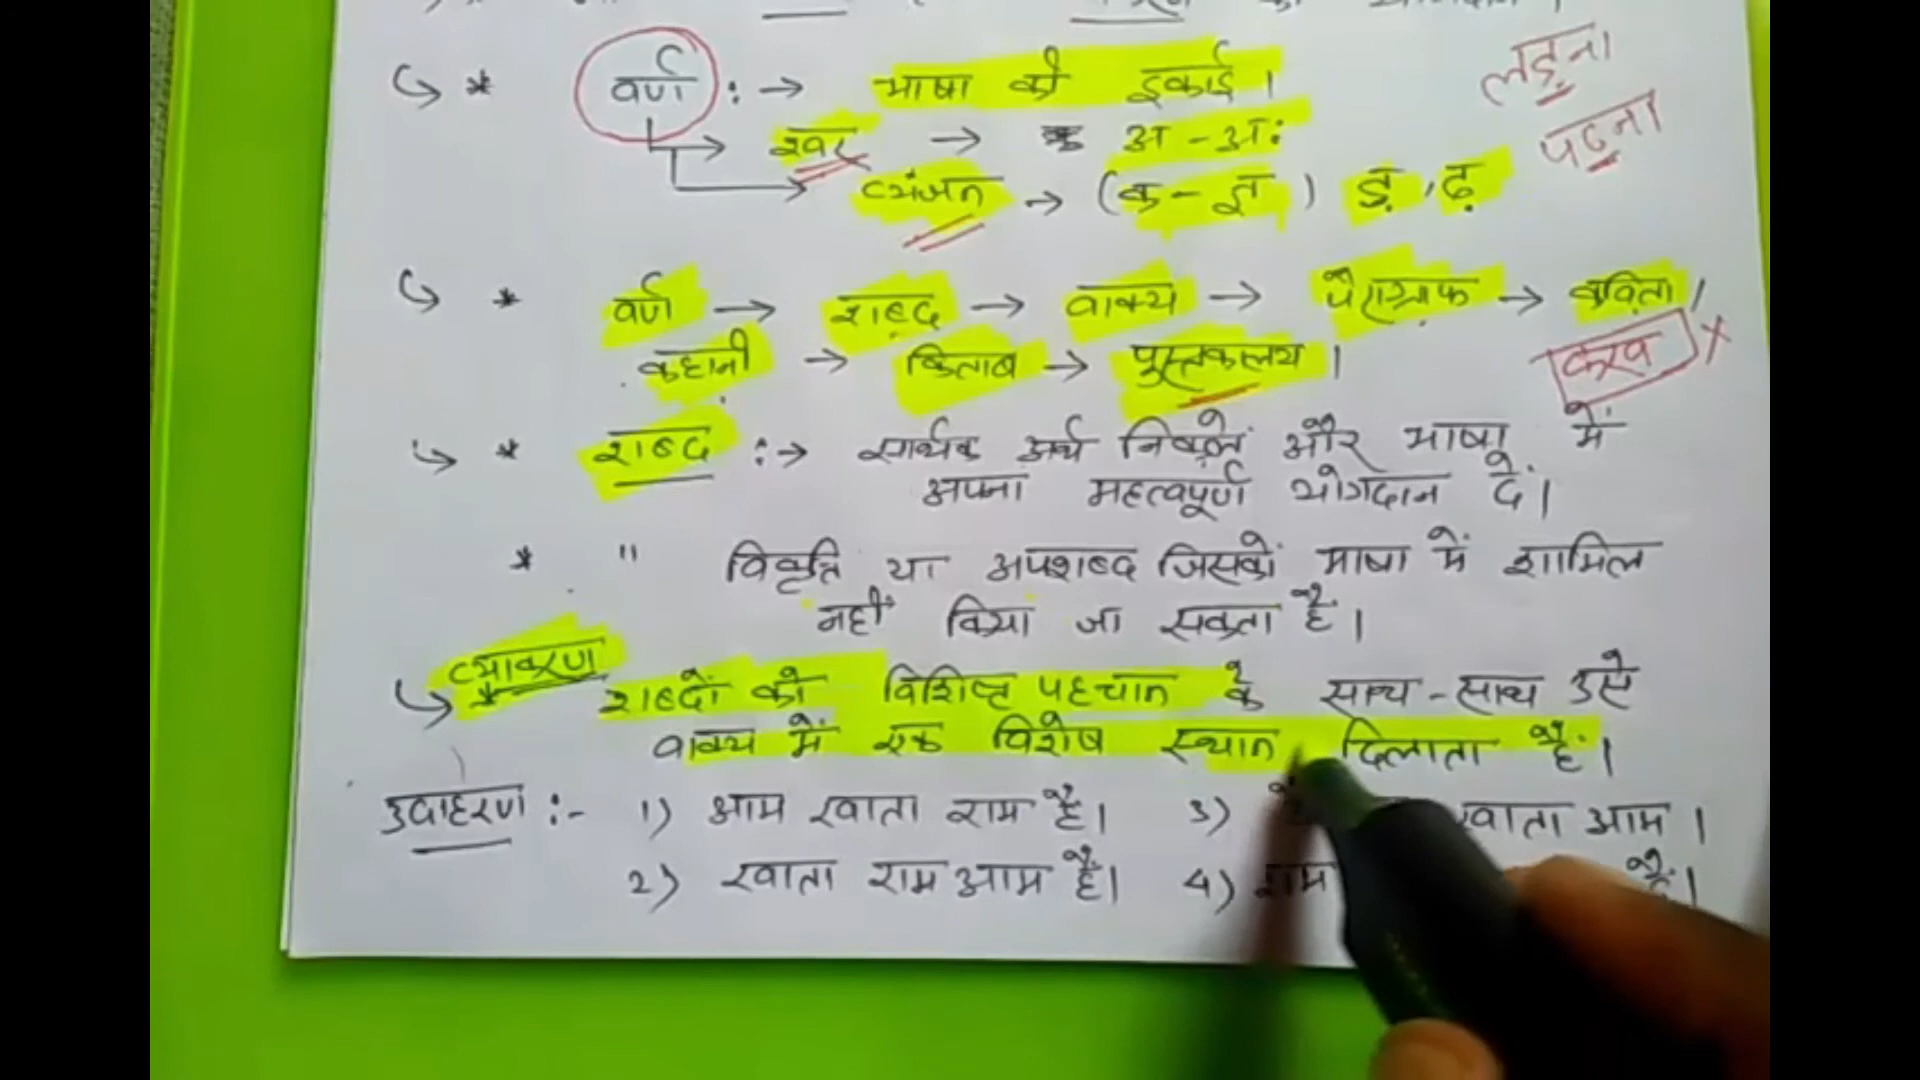 * वर्ण :→ भाषा की इकाई। लड़ना
→ स्वर → अ - अः पढ़ना
→ व्यंजन → (क - ज्ञ) ड़, ढ़
* वर्ण → शब्द → वाक्य → पैराग्राफ → कविता।
कहानी → किताब → पुस्तकालय।
* शब्द :→ सार्थक अर्थ निकले और भाषा में
अपना महत्वपूर्ण योगदान दें।
* " विकृति या अपशब्द जिसको भाषा में शामिल
नहीं किया जा सकता है।
व्याकरण
* शब्दों को विशिष्ट पहचान के साथ-साथ उसे
वाक्य में एक विशेष स्थान दिलाता है।
उदाहरण :- 1) आम खाता राम है। 3) है खाता आम।
2) खाता राम आम है। 4) राम है।